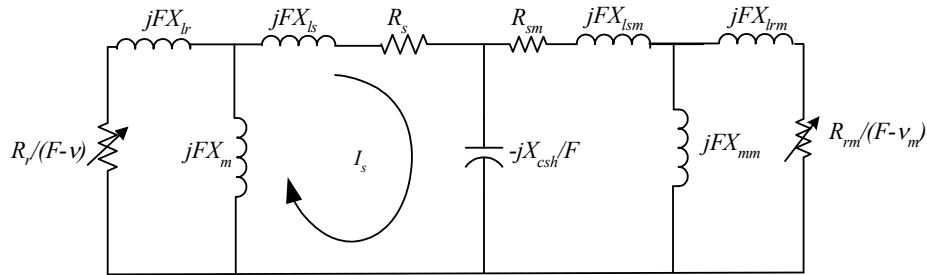 jFX_lr
jFX_ls
R_s
R_sm
jFX_lsm
jFX_lrm
R_r/(F-ν)
jFX_m
I_s
-jX_csh/F
jFX_mm
R_rm/(F-ν_m)